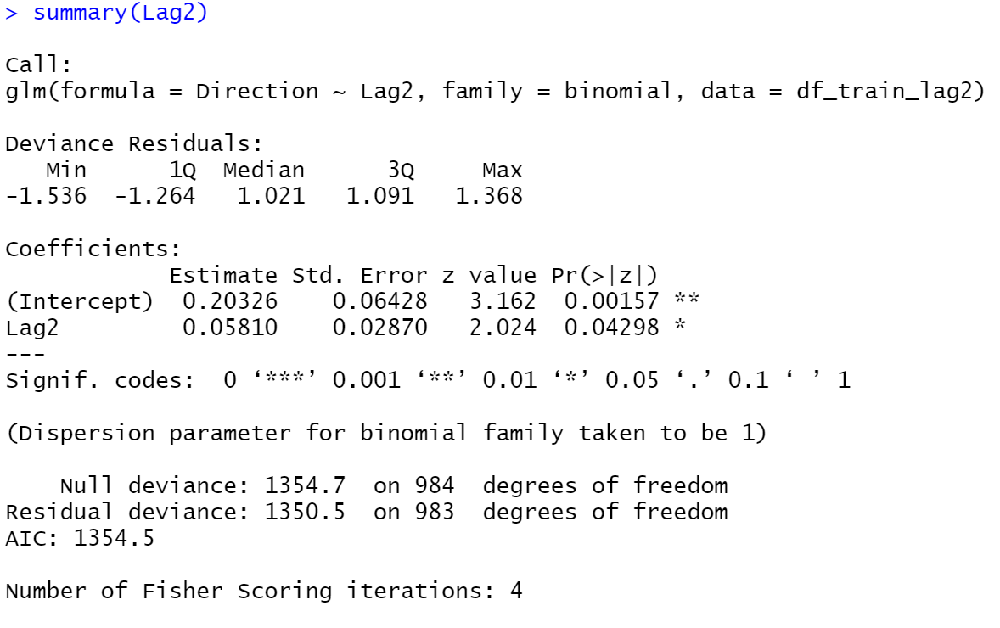 > summary(Lag2)
Call:
glm(formula = Direction ~ Lag2, family = binomial, data = df_train_lag2)
Deviance Residuals:
   Min      1Q  Median      3Q     Max
-1.536  -1.264   1.021   1.091   1.368
Coefficients:
            Estimate Std. Error z value Pr(>|z|)
(Intercept)  0.20326    0.06428   3.162  0.00157 **
Lag2         0.05810    0.02870   2.024  0.04298 *
---
Signif. codes:  0 ‘***’ 0.001 ‘**’ 0.01 ‘*’ 0.05 ‘.’ 0.1 ‘ ’ 1
(Dispersion parameter for binomial family taken to be 1)
    Null deviance: 1354.7  on 984  degrees of freedom
Residual deviance: 1350.5  on 983  degrees of freedom
AIC: 1354.5
Number of Fisher Scoring iterations: 4